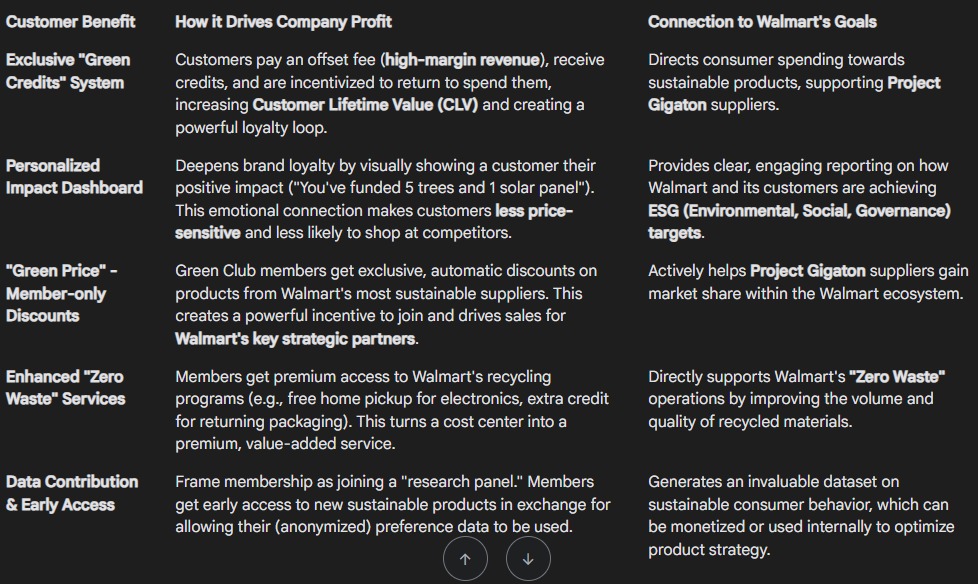 Customer Benefit
How it Drives Company Profit
Connection to Walmart's Goals
Exclusive "Green
Credits" System
Customers pay an offset fee (high-margin revenue), receive
credits, and are incentivized to return to spend them,
increasing Customer Lifetime Value (CLV) and creating a
powerful loyalty loop.
Directs consumer spending towards
sustainable products, supporting Project
Gigaton suppliers.
Personalized
Impact Dashboard
Deepens brand loyalty by visually showing a customer their
positive impact ("You've funded 5 trees and 1 solar panel").
This emotional connection makes customers less price-
sensitive and less likely to shop at competitors.
Provides clear, engaging reporting on how
Walmart and its customers are achieving
ESG (Environmental, Social, Governance)
targets.
"Green Price" -
Member-only
Discounts
Green Club members get exclusive, automatic discounts on
products from Walmart's most sustainable suppliers. This
creates a powerful incentive to join and drives sales for
Walmart's key strategic partners.
Actively helps Project Gigaton suppliers gain
market share within the Walmart ecosystem.
Enhanced "Zero
Waste" Services
Members get premium access to Walmart's recycling
programs (e.g., free home pickup for electronics, extra credit
for returning packaging). This turns a cost center into a
premium, value-added service.
Directly supports Walmart's "Zero Waste"
operations by improving the volume and
quality of recycled materials.
Data Contribution
& Early Access
Frame membership as joining a "research panel." Members
get early access to new sustainable products in exchange for
allowing their (anonymized) preference data to be used.
Generates an invaluable dataset on
sustainable consumer behavior, which can
be monetized or used internally to optimize
product strategy.